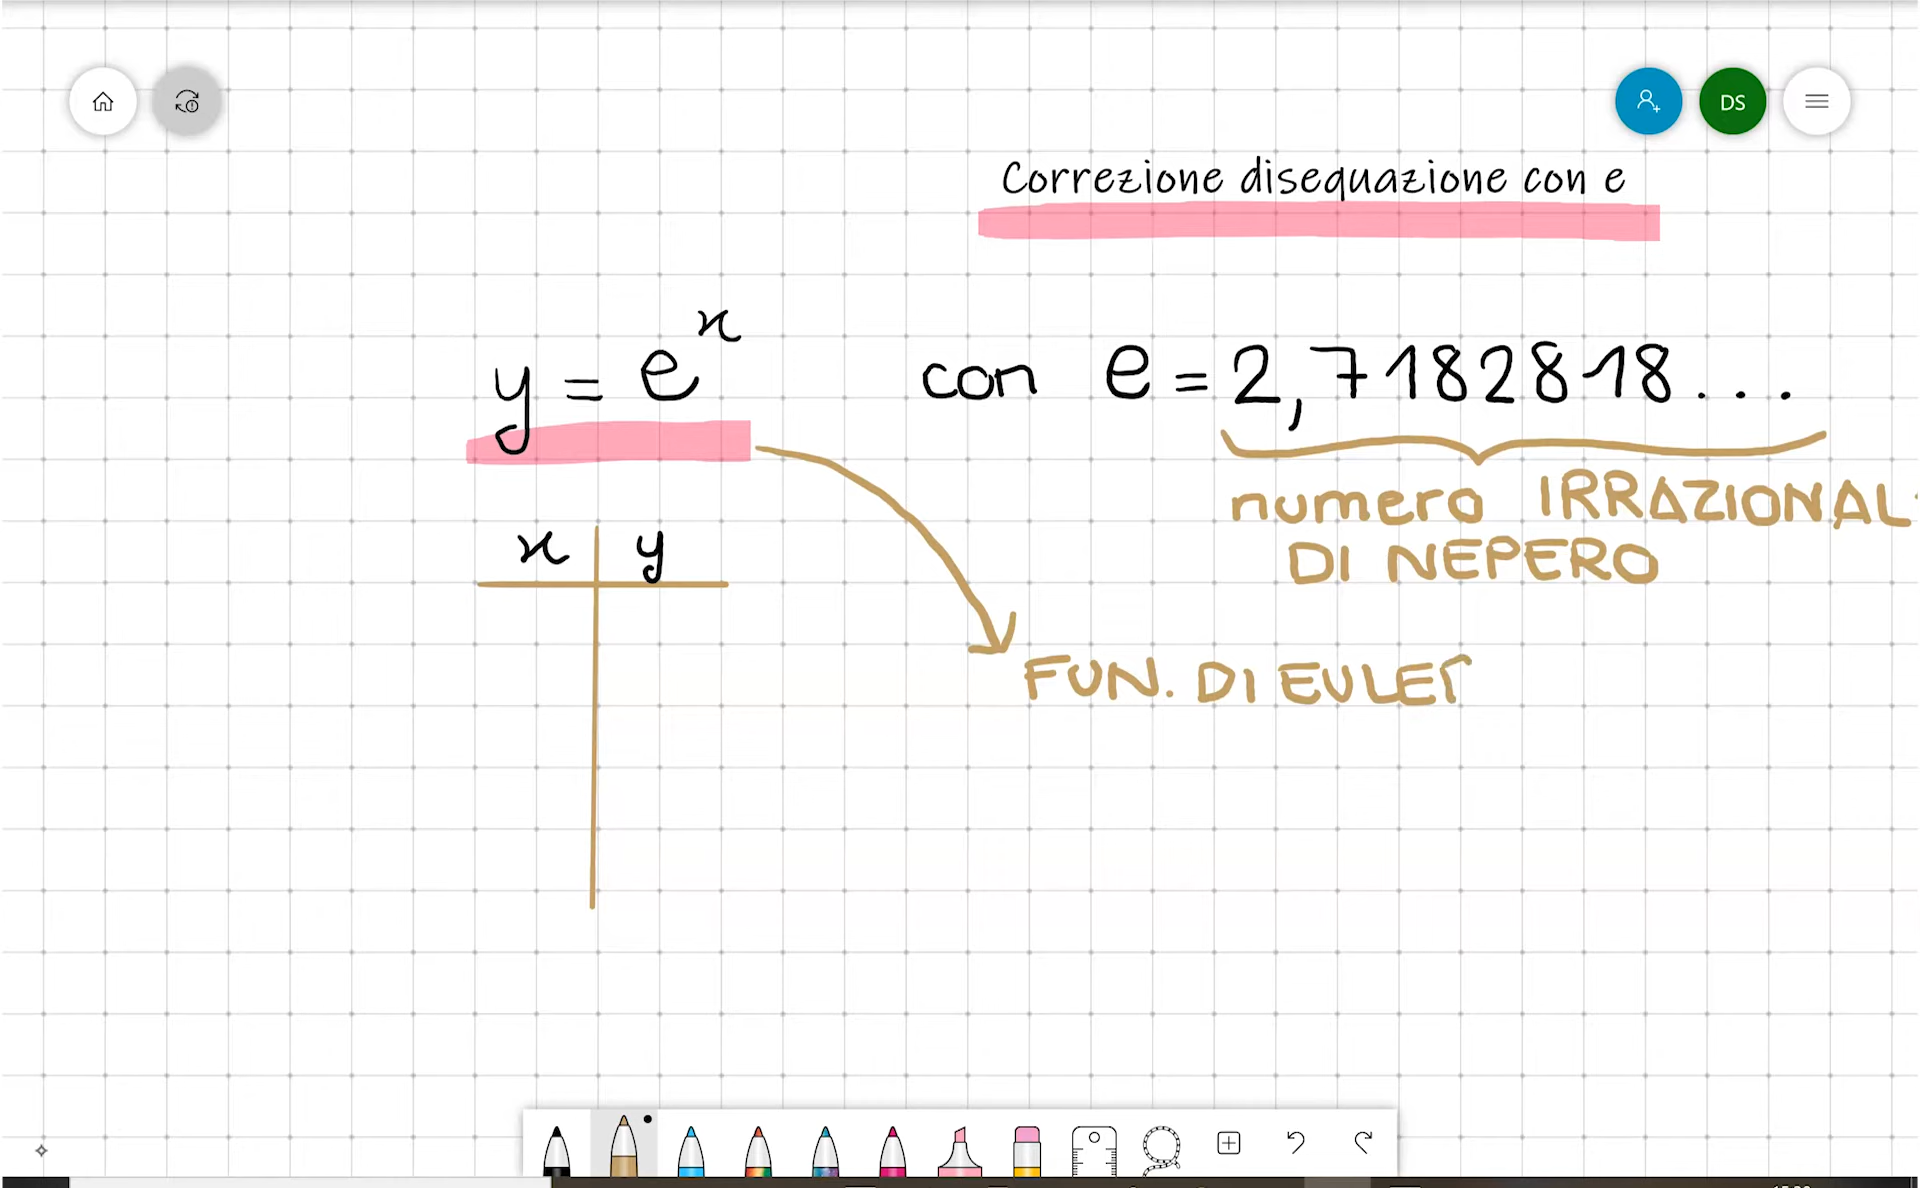 DS
Correzione disequazione con e
y = e^x con e = 2,7182818...
numero IRRAZIONAL
DI NEPERO
x y
FUN. DI EULER